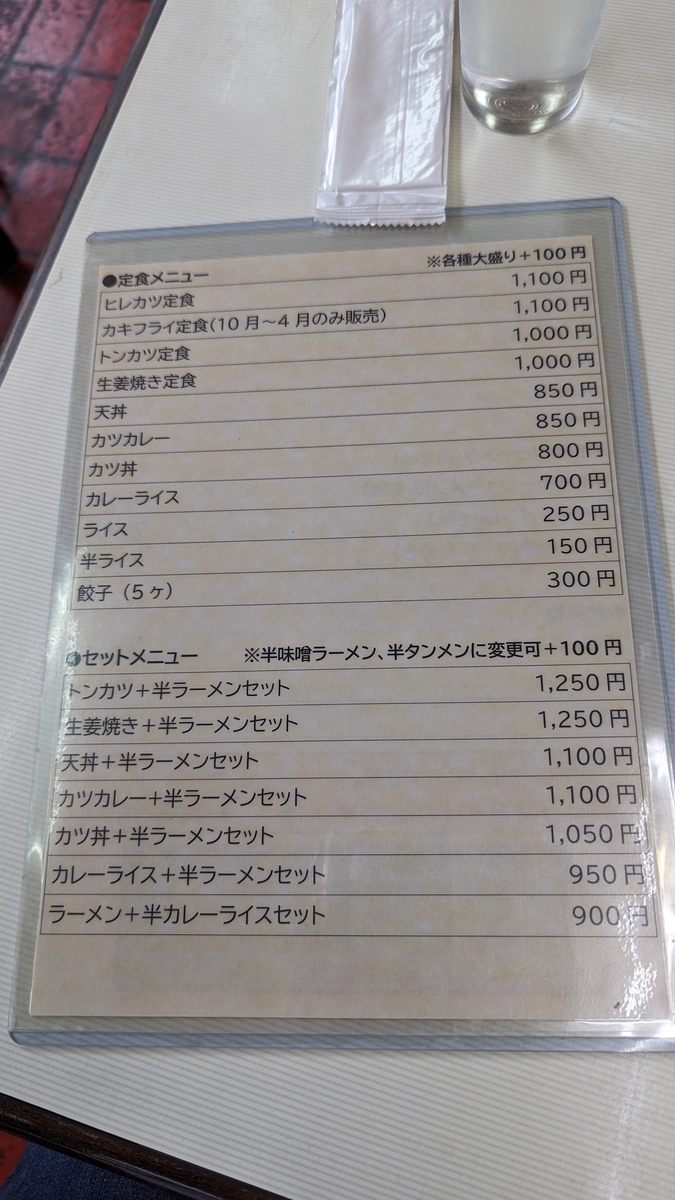 ●定食メニュー ※各種大盛り+100円
ヒレカツ定食 1,100円
カキフライ定食(10月~4月のみ販売) 1,100円
トンカツ定食 1,000円
生姜焼き定食 1,000円
天丼 850円
カツカレー 850円
カツ丼 800円
カレーライス 700円
ライス 250円
半ライス 150円
餃子(5ヶ) 300円
●セットメニュー ※半味噌ラーメン、半タンメンに変更可+100円
トンカツ+半ラーメンセット 1,250円
生姜焼き+半ラーメンセット 1,250円
天丼+半ラーメンセット 1,100円
カツカレー+半ラーメンセット 1,100円
カツ丼+半ラーメンセット 1,050円
カレーライス+半ラーメンセット 950円
ラーメン+半カレーライスセット 900円